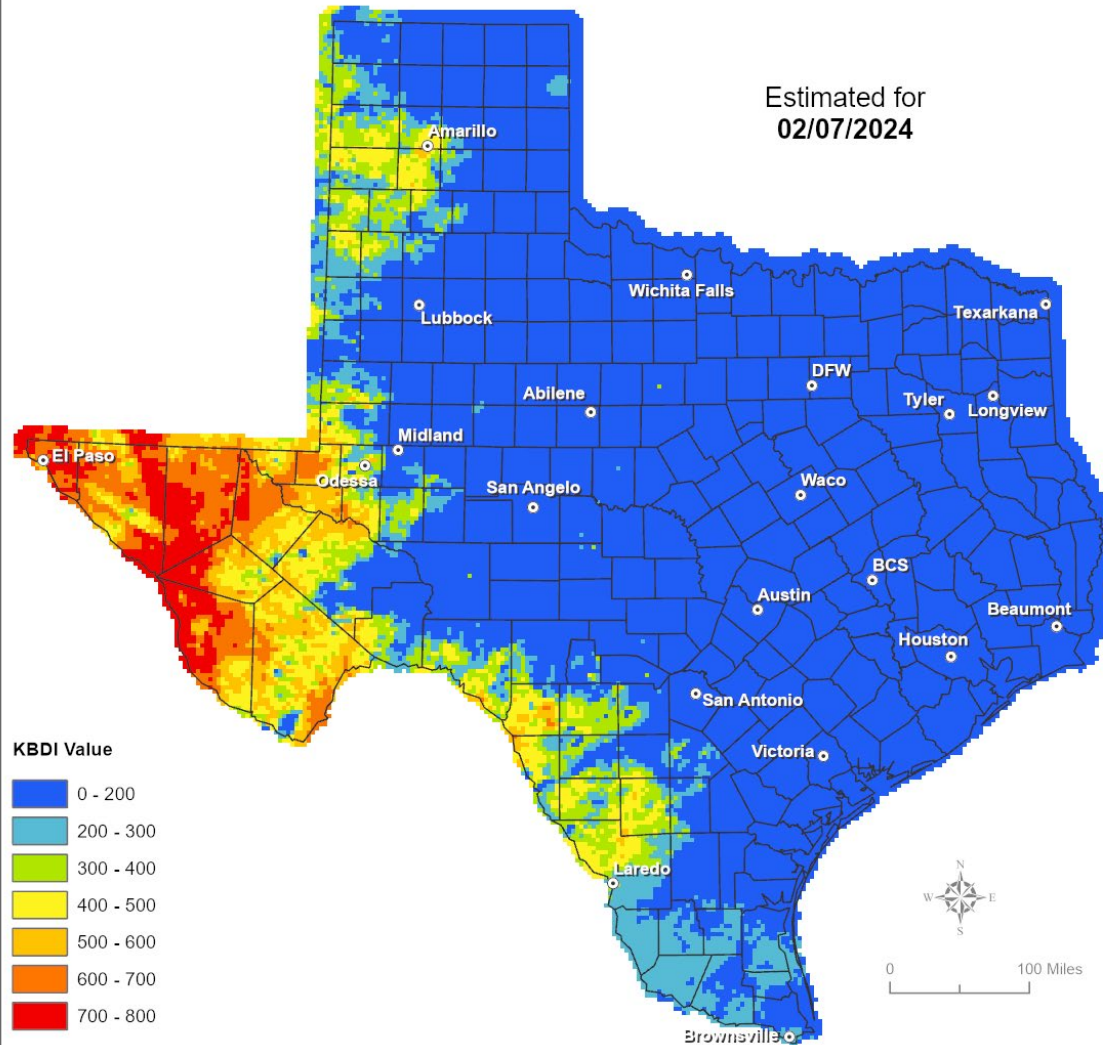 Estimated for
02/07/2024
Amarillo
Wichita Falls
Lubbock
Texarkana
DFW
Abilene
Tyler
Longview
Midland
El Paso
Odessa
San Angelo
Waco
BCS
Austin
Beaumont
Houston
San Antonio
Victoria
Laredo
Brownsville
KBDI Value
0 - 200
200 - 300
300 - 400
400 - 500
500 - 600
600 - 700
700 - 800
N
W E
S
0 100 Miles